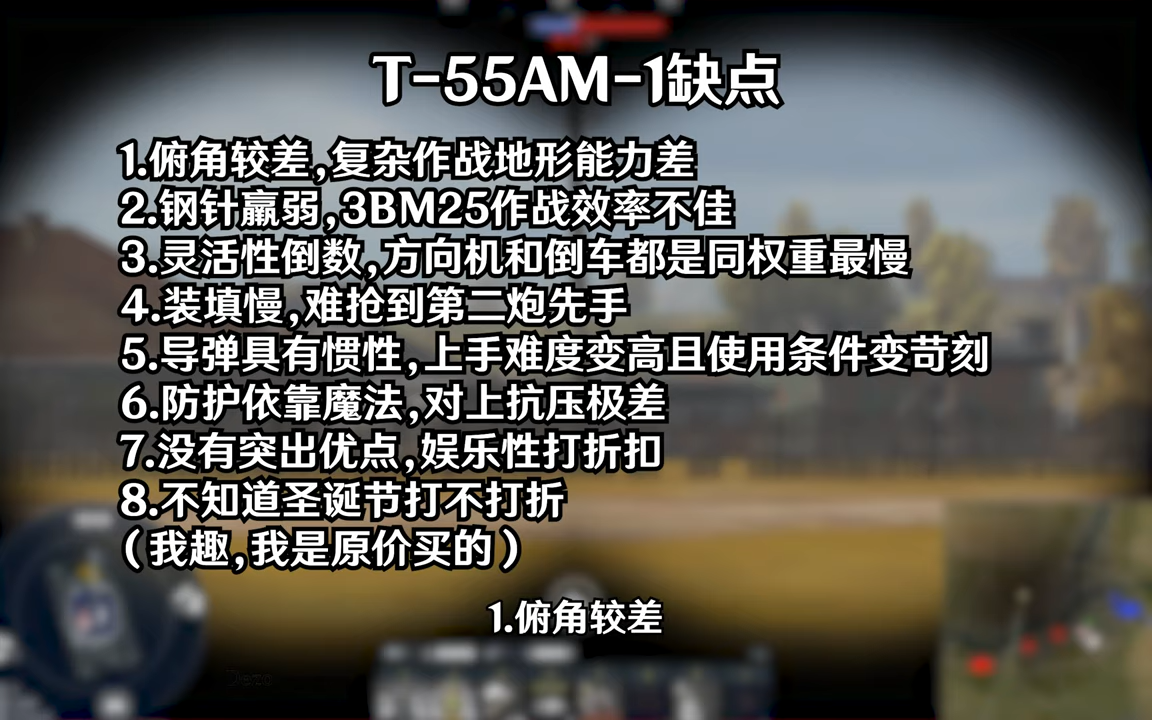 T-55AM-1缺点
1.俯角较差,复杂作战地形能力差
2.钢针羸弱,3BM25作战效率不佳
3.灵活性倒数,方向机和倒车都是同权重最慢
4.装填慢,难抢到第二炮先手
5.导弹具有惯性,上手难度变高且使用条件变苛刻
6.防护依靠魔法,对上抗压极差
7.没有突出优点,娱乐性打折扣
8.不知道圣诞节打不打折
(我趣,我是原价买的)
1.俯角较差